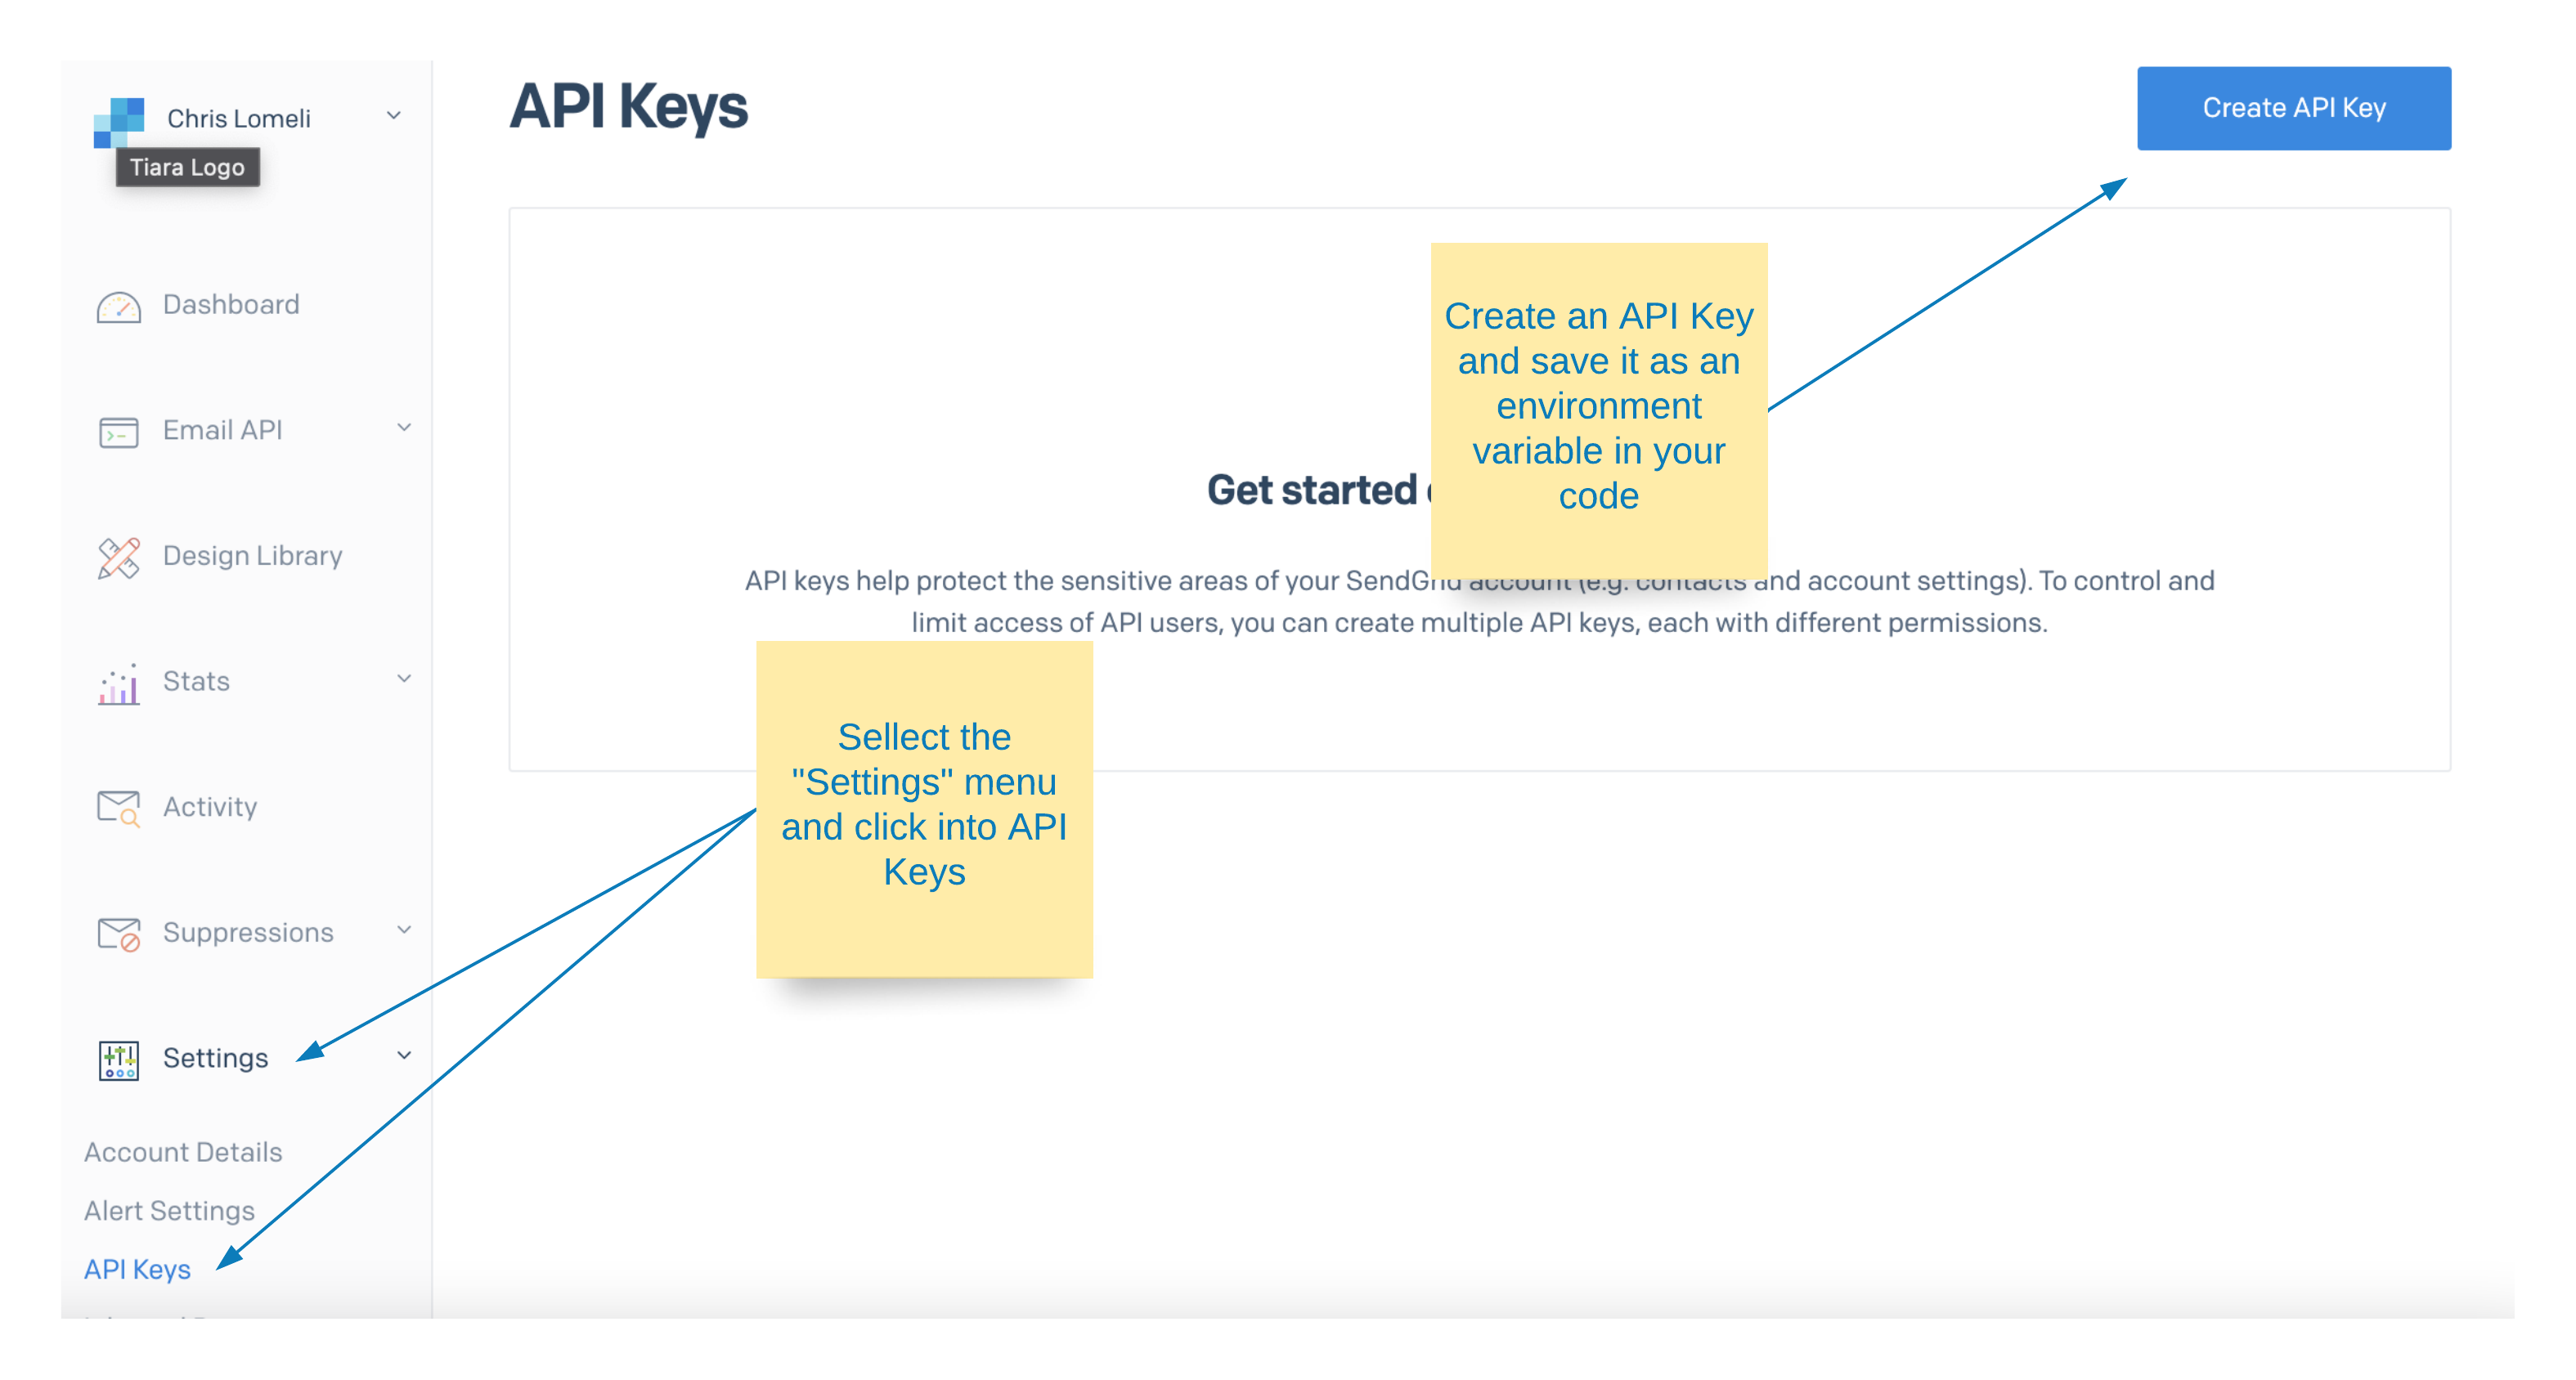 Chris Lomeli
Tiara Logo
Dashboard
Email API
Design Library
Stats
Activity
Suppressions
Settings
Account Details
Alert Settings
API Keys
API Keys
Create API Key
Create an API Key
and save it as an
environment
variable in your
code
Get started
API keys help protect the sensitive areas of your SendGrid account (e.g. contacts and account settings). To control and
limit access of API users, you can create multiple API keys, each with different permissions.
Sellect the
"Settings" menu
and click into API
Keys